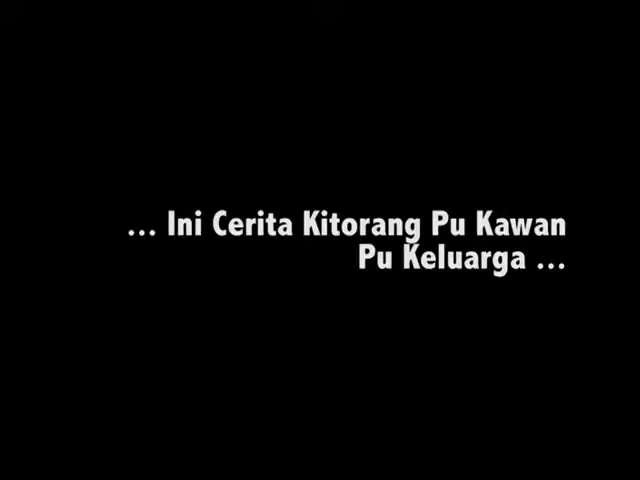 ... Ini Cerita Kitorang Pu Kawan
Pu Keluarga ...